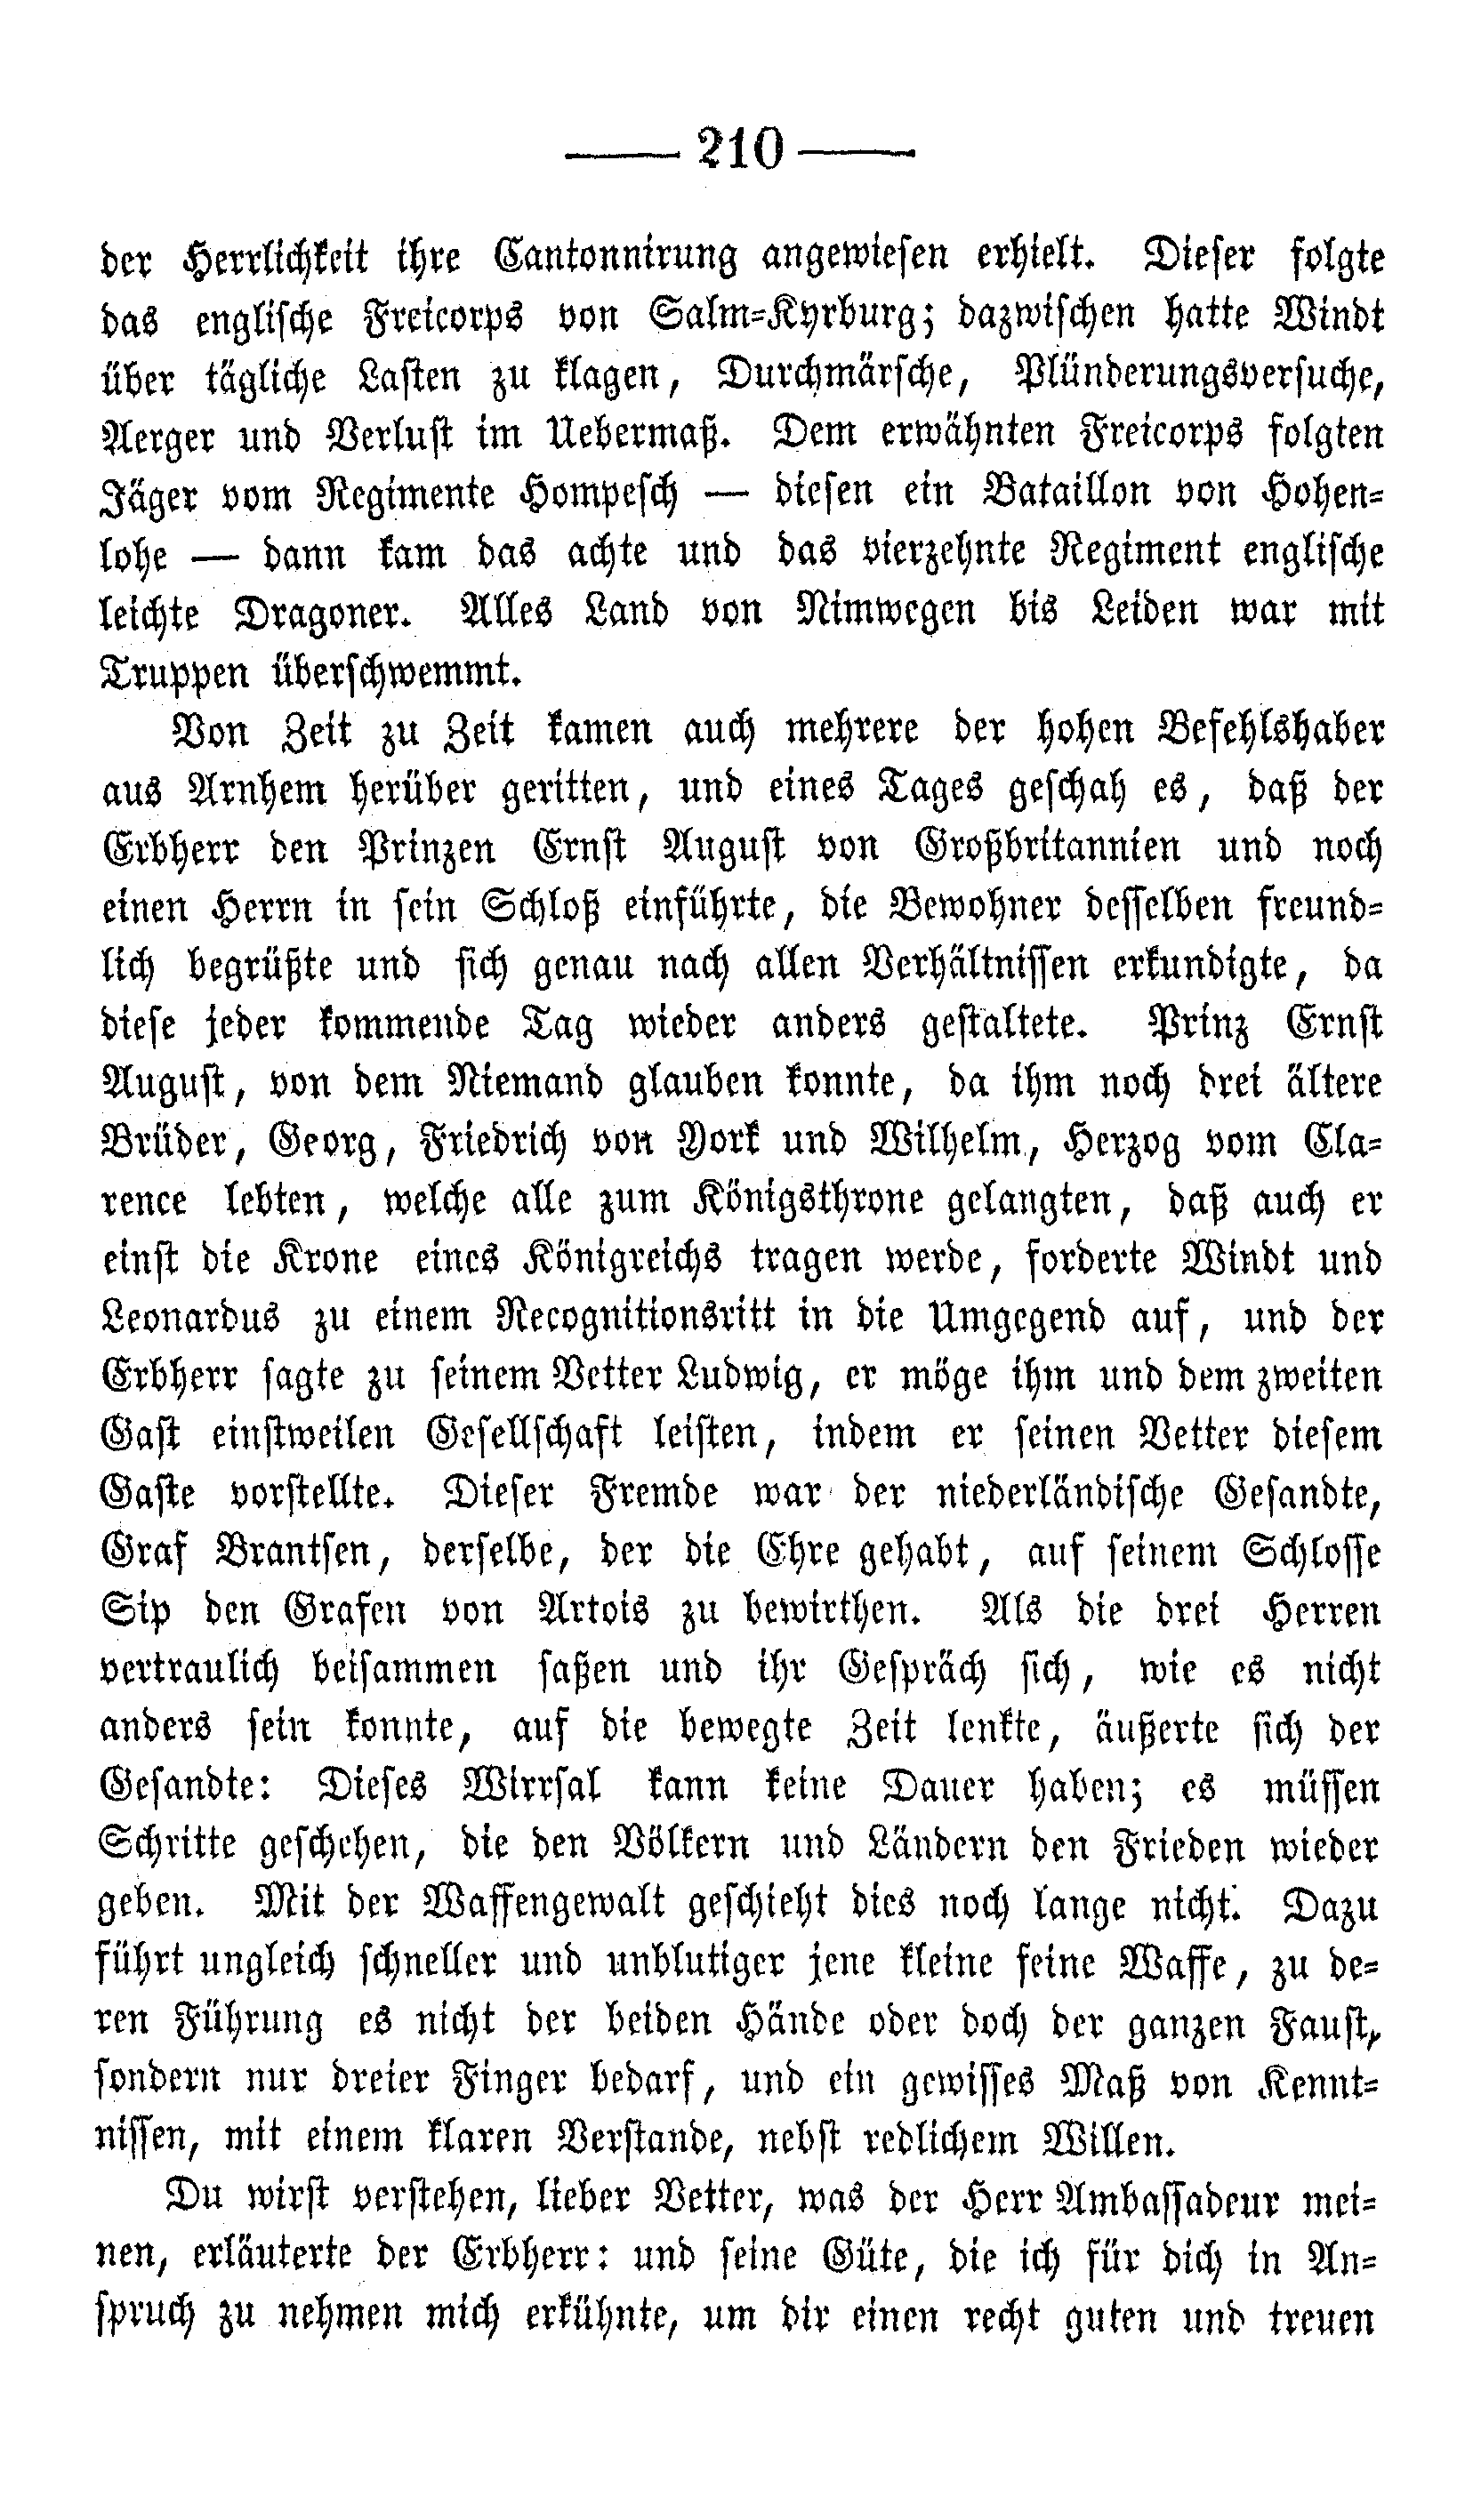 — 210 —
der Herrlichkeit ihre Cantonnirung angewiesen erhielt. Dieser folgte
das englische Freicorps von Salm-Kyrburg; dazwischen hatte Windt
über tägliche Lasten zu klagen, Durchmärsche, Plünderungsversuche,
Aerger und Verlust im Uebermaß. Dem erwähnten Freicorps folgten
Jäger vom Regimente Hompesch — diesen ein Bataillon von Hohen-
lohe — dann kam das achte und das vierzehnte Regiment englische
leichte Dragoner. Alles Land von Nimwegen bis Leiden war mit
Truppen überschwemmt.
Von Zeit zu Zeit kamen auch mehrere der hohen Befehlshaber
aus Arnhem herüber geritten, und eines Tages geschah es, daß der
Erbherr den Prinzen Ernst August von Großbritannien und noch
einen Herrn in sein Schloß einführte, die Bewohner desselben freund-
lich begrüßte und sich genau nach allen Verhältnissen erkundigte, da
diese jeder kommende Tag wieder anders gestaltete. Prinz Ernst
August, von dem Niemand glauben konnte, da ihm noch drei ältere
Brüder, Georg, Friedrich von York und Wilhelm, Herzog vom Cla-
rence lebten, welche alle zum Königsthrone gelangten, daß auch er
einst die Krone eines Königreichs tragen werde, forderte Windt und
Leonardus zu einem Recognitionsritt in die Umgegend auf, und der
Erbherr sagte zu seinem Vetter Ludwig, er möge ihm und dem zweiten
Gast einstweilen Gesellschaft leisten, indem er seinen Vetter diesem
Gaste vorstellte. Dieser Fremde war der niederländische Gesandte,
Graf Brantsen, derselbe, der die Ehre gehabt, auf seinem Schlosse
Sip den Grafen von Artois zu bewirthen. Als die drei Herren
vertraulich beisammen saßen und ihr Gespräch sich, wie es nicht
anders sein konnte, auf die bewegte Zeit lenkte, äußerte sich der
Gesandte: Dieses Wirrsal kann keine Dauer haben; es müssen
Schritte geschehen, die den Völkern und Ländern den Frieden wieder
geben. Mit der Waffengewalt geschieht dies noch lange nicht. Dazu
führt ungleich schneller und unblutiger jene kleine feine Waffe, zu de-
ren Führung es nicht der beiden Hände oder doch der ganzen Faust,
sondern nur dreier Finger bedarf, und ein gewisses Maß von Kennt-
nissen, mit einem klaren Verstande, nebst redlichem Willen.
Du wirst verstehen, lieber Vetter, was der Herr Ambassadeur mei-
nen, erläuterte der Erbherr: und seine Güte, die ich für dich in An-
spruch zu nehmen mich erkühnte, um dir einen recht guten und treuen